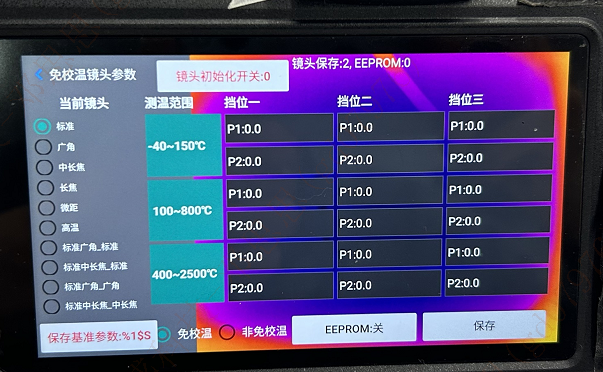 镜头保存:2, EEPROM:0
免校温镜头参数
镜头初始化开关:0
当前镜头 测温范围 挡位一 挡位二 挡位三
标准
广角
中长焦
长焦
微距
高温
标准广角_标准
标准中长焦_标准
标准广角_广角
标准中长焦_中长焦
-40~150℃ P1:0.0 P1:0.0 P1:0.0
P2:0.0 P2:0.0 P2:0.0
100~800℃ P1:0.0 P1:0.0 P1:0.0
P2:0.0 P2:0.0 P2:0.0
400~2500℃ P1:0.0 P1:0.0 P1:0.0
P2:0.0 P2:0.0 P2:0.0
保存基准参数:%1$S 免校温 非免校温 EEPROM:关 保存